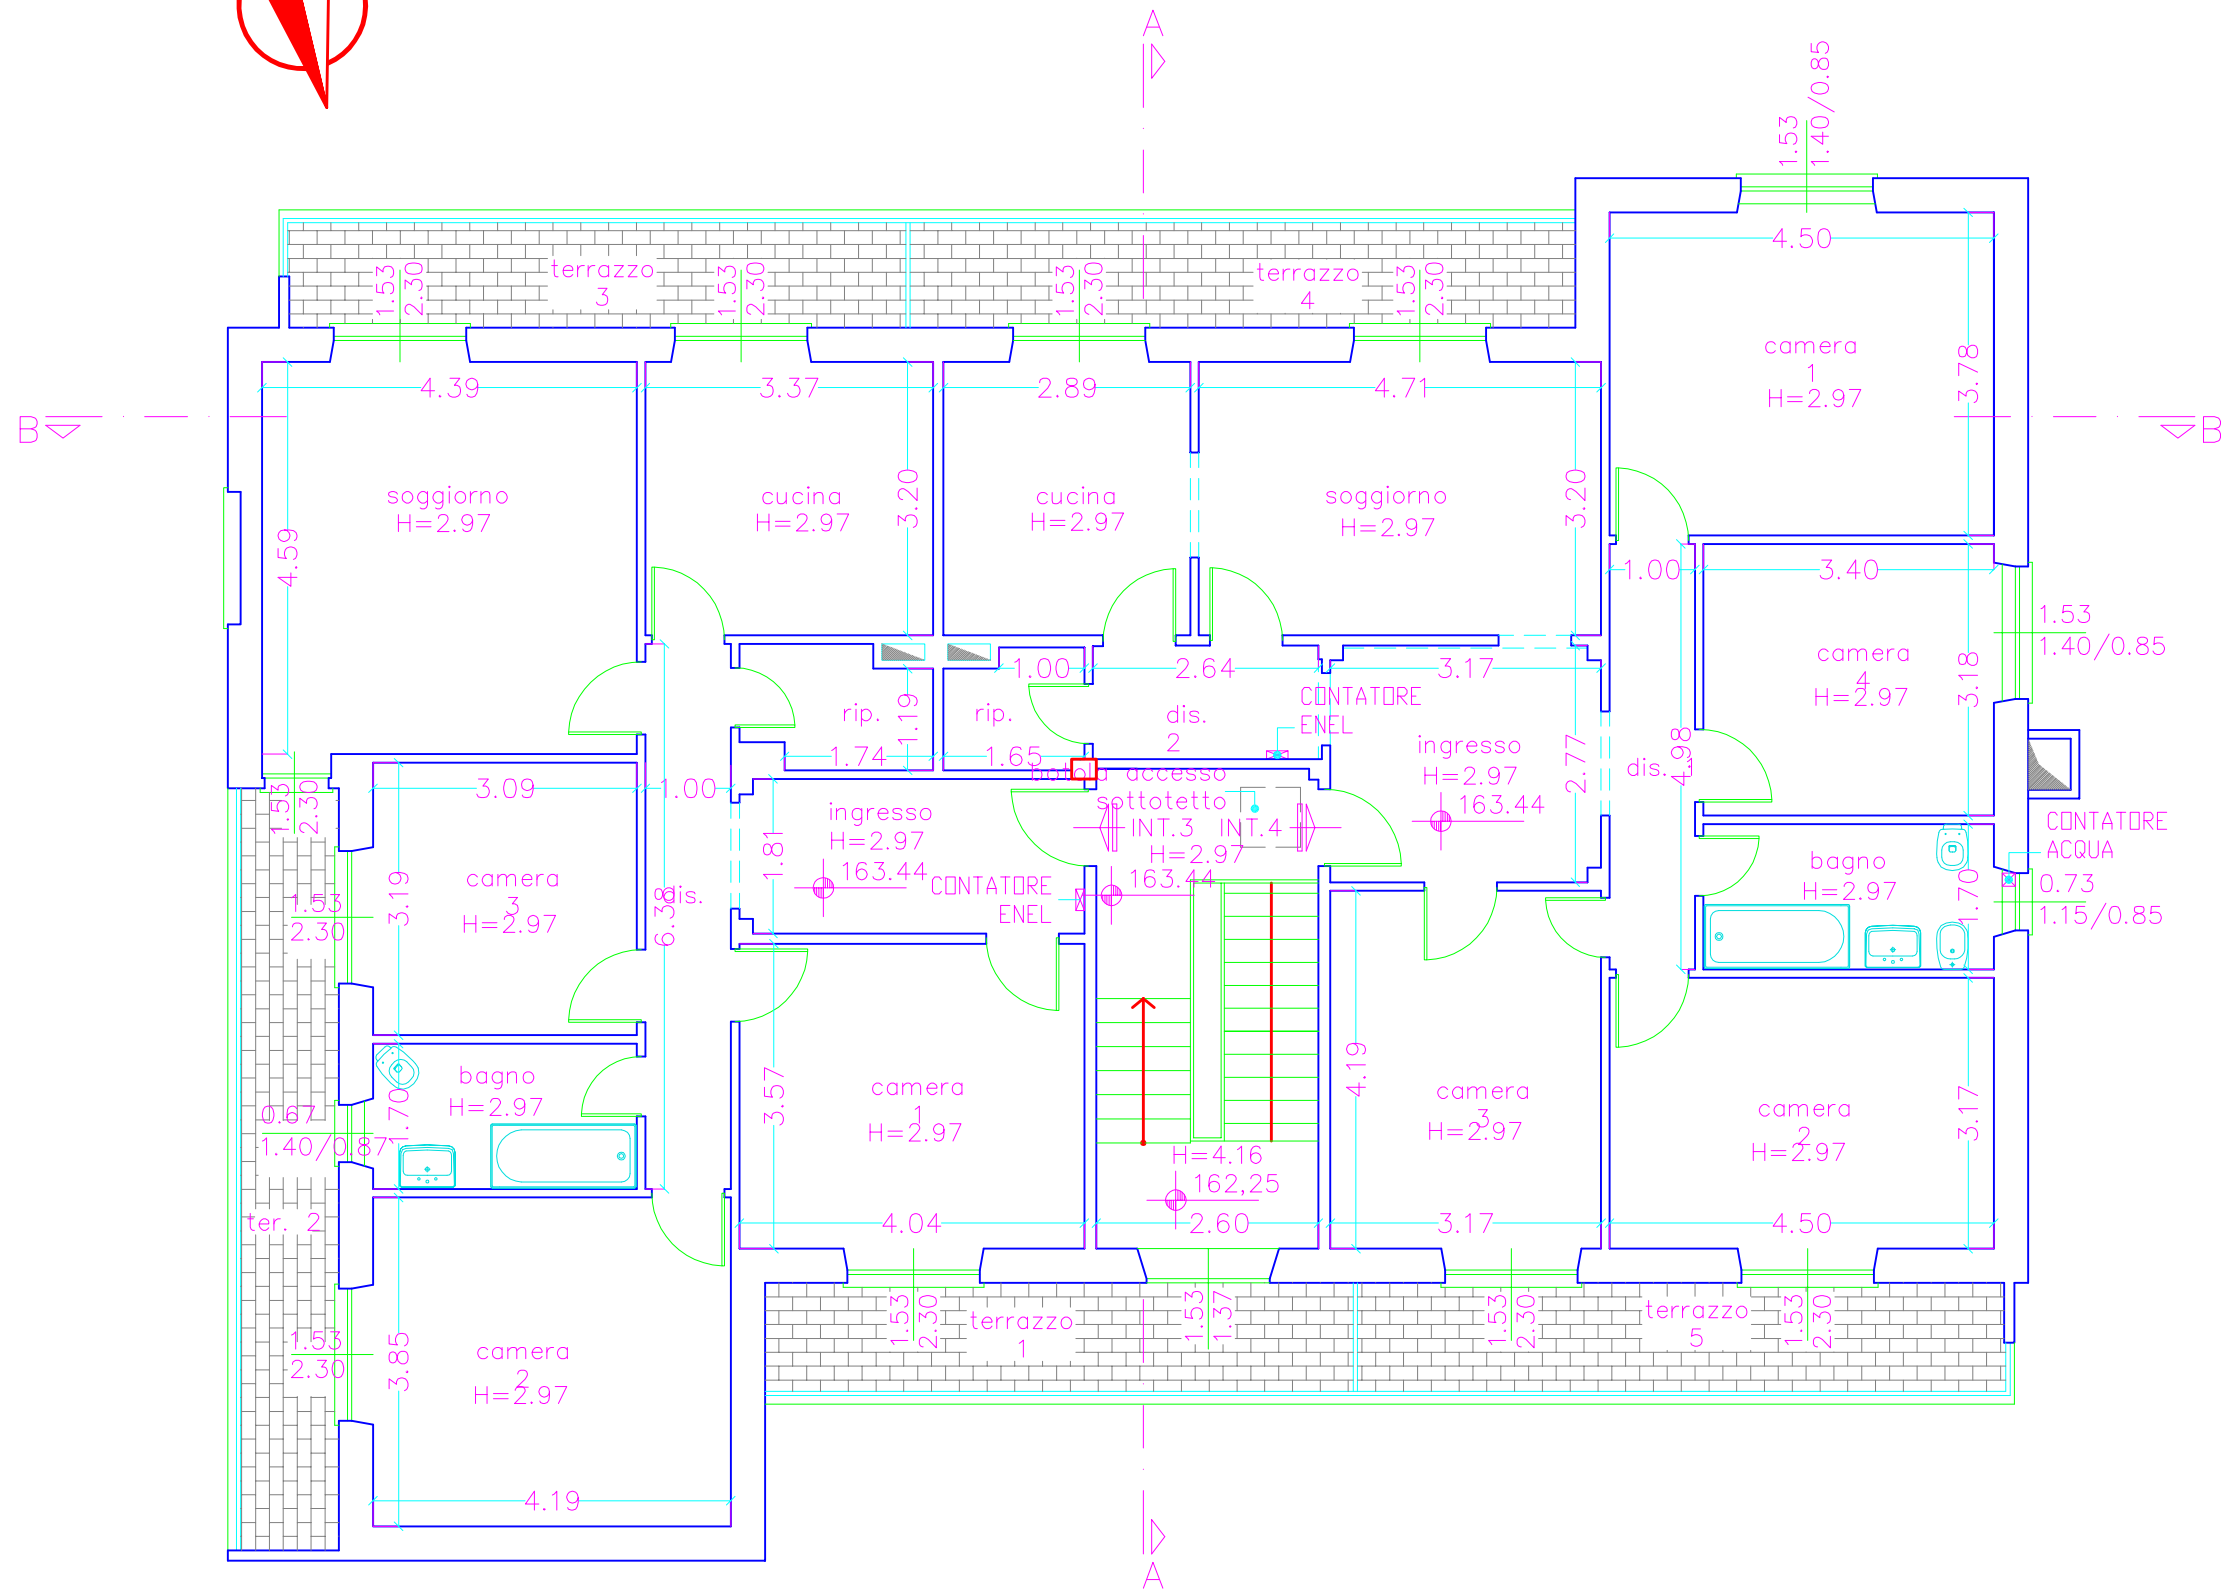 A
1.53
1.40/0.85
4.50
terrazzo
3
1.53
2.30
1.53
2.30
1.53
2.30
terrazzo
4
1.53
2.30
camera
1
H=2.97
3.78
B
B
4.39
3.37
2.89
4.71
soggiorno
H=2.97
4.59
cucina
H=2.97
3.20
cucina
H=2.97
soggiorno
H=2.97
3.20
1.00
3.40
1.53
1.40/0.85
camera
4
H=2.97
3.18
1.00
2.64
3.17
CONTATORE
ENEL
rip.
1.19
rip.
dis.
2
1.74
1.65
ingresso
H=2.97
163.44
2.77
dis.
4.98
botola accesso
sottotetto
INT.3
INT.4
H=2.97
163.44
1.53
2.30
3.09
1.00
ingresso
H=2.97
163.44
1.81
CONTATORE
ENEL
CONTATORE
ACQUA
bagno
H=2.97
1.70
0.73
1.15/0.85
camera
3
H=2.97
3.19
1.53
2.30
6.38
dis.
bagno
H=2.97
1.70
0.67
1.40/0.87
3.57
camera
1
H=2.97
4.19
camera
3
H=2.97
camera
2
H=2.97
3.17
H=4.16
162,25
ter. 2
4.04
2.60
3.17
4.50
1.53
2.30
3.85
camera
2
H=2.97
1.53
2.30
terrazzo
1
1.53
1.37
1.53
2.30
terrazzo
5
1.53
2.30
4.19
A